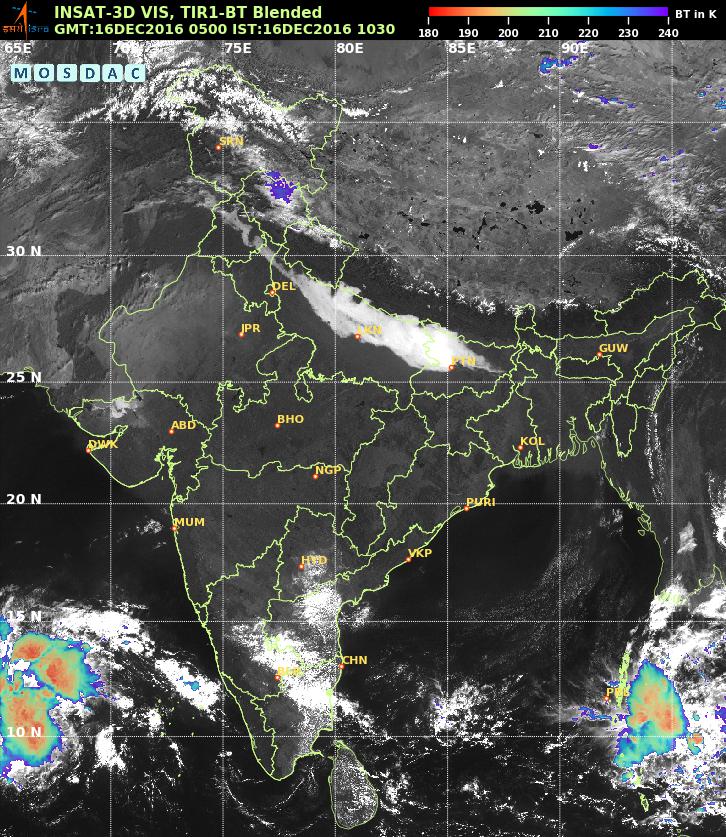 INSAT-3D VIS, TIR1-BT Blended
GMT:16DEC2016 0500 IST:16DEC2016 1030
BT in K
180 190 200 210 220 230 240
65E 70E 75E 80E 85E 90E
MOSDAC
SRN
30 N
DEL
JPR
LKN
GUW
PTN
25 N
ABD
BHO
DWK
KOL
NGP
20 N
PURI
MUM
VKP
HYD
15 N
CHN
PBL
10 N